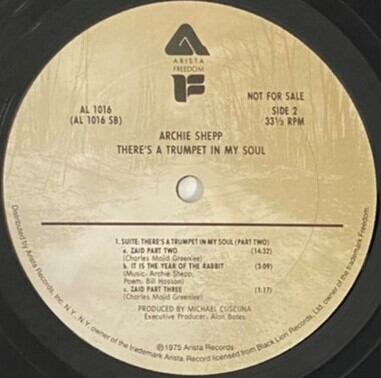 ARISTA
FREEDOM
F
AL 1016
(AL 1016 SB)
NOT FOR SALE
SIDE 2
33⅓ RPM
ARCHIE SHEPP
THERE'S A TRUMPET IN MY SOUL
1. SUITE: THERE'S A TRUMPET IN MY SOUL (PART TWO)
a. ZAID PART TWO (14:32)
(Charles Majid Greenlee)
b. IT IS THE YEAR OF THE RABBIT (3:09)
(Music: Archie Shepp
Poem: Bill Hasson)
c. ZAID PART THREE (1:17)
(Charles Majid Greenlee)
PRODUCED BY MICHAEL CUSCUNA
Executive Producer: Alan Bates
℗1975 Arista Records
Distributed by Arista Records, Inc. N.Y., N.Y. owner of the trademark Arista. Record licensed from Black Lion Records, Ltd. owner of the trademark Freedom.